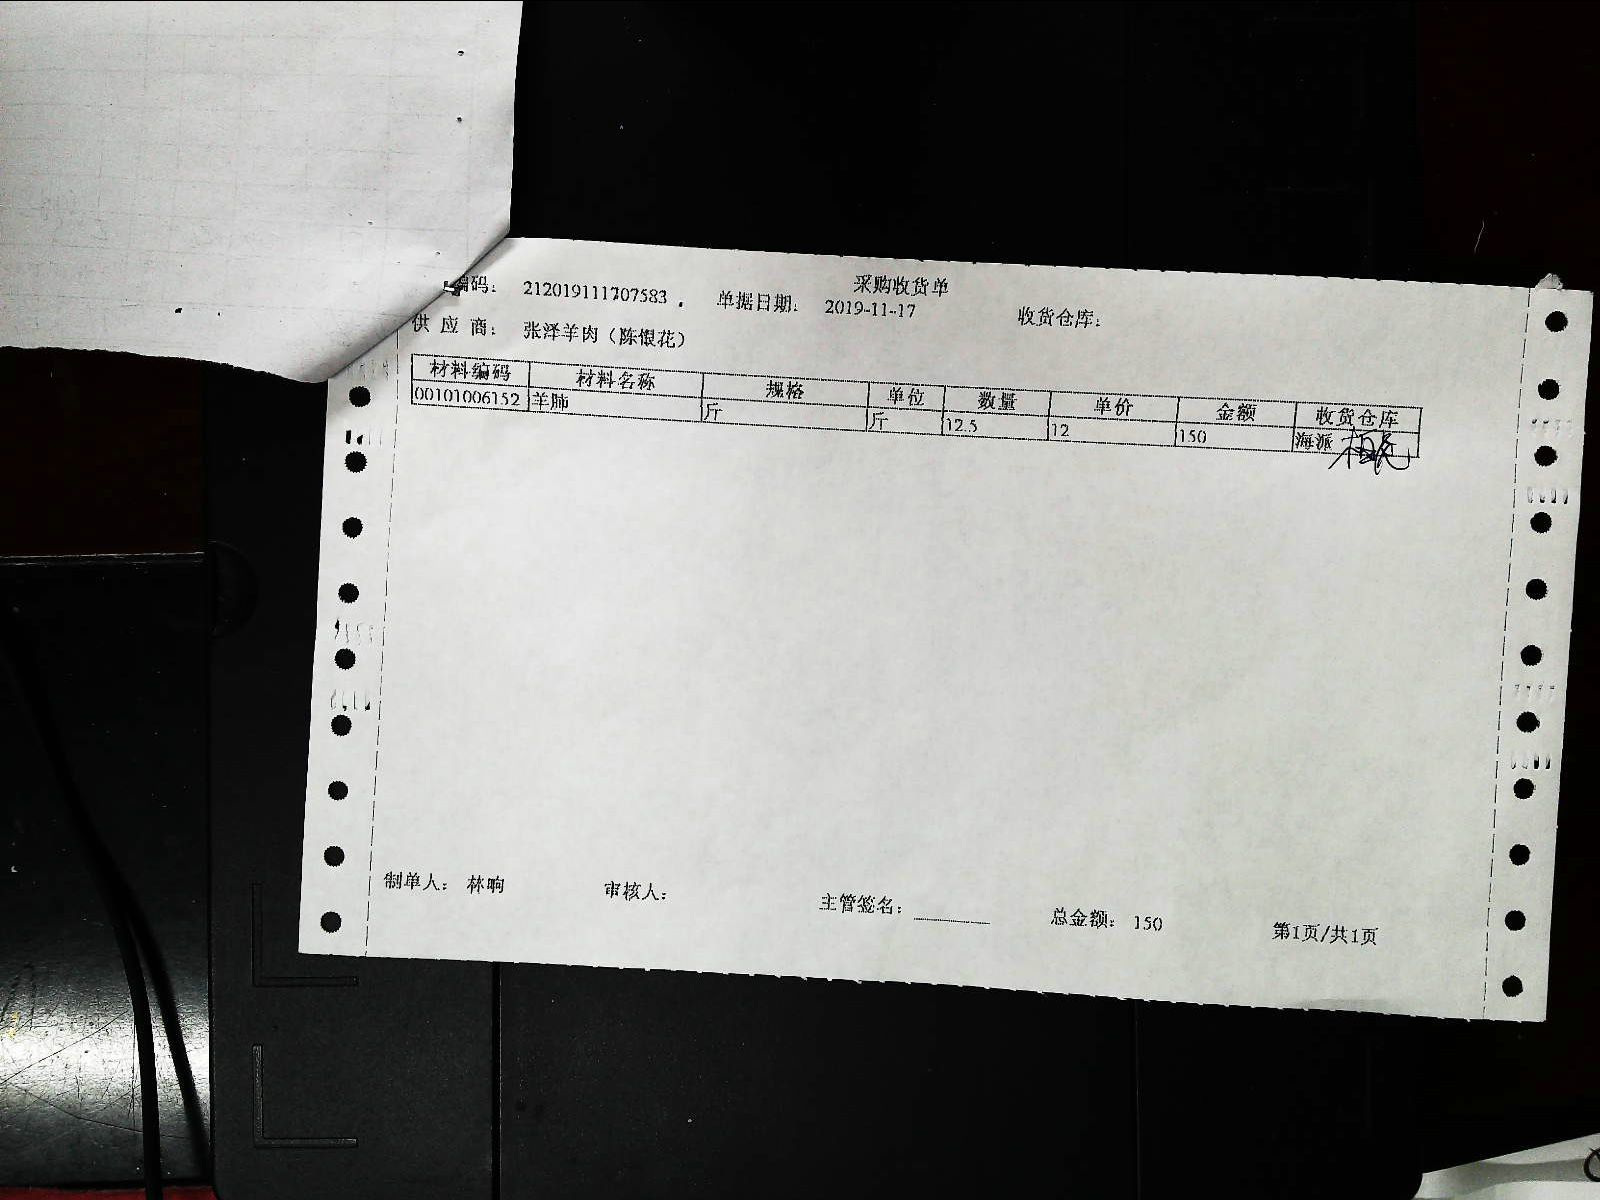 采购收货单
编码： 212019111707583 . 单据日期： 2019-11-17 收货仓库：
供 应 商： 张泽羊肉（陈银花）
材料编码 材料名称 规格 单位 数量 单价 金额 收货仓库
00101006152 羊肺 斤 斤 12.5 12 150 海派
制单人： 林响 审核人： 主管签名： 总金额： 150 第1页/共1页